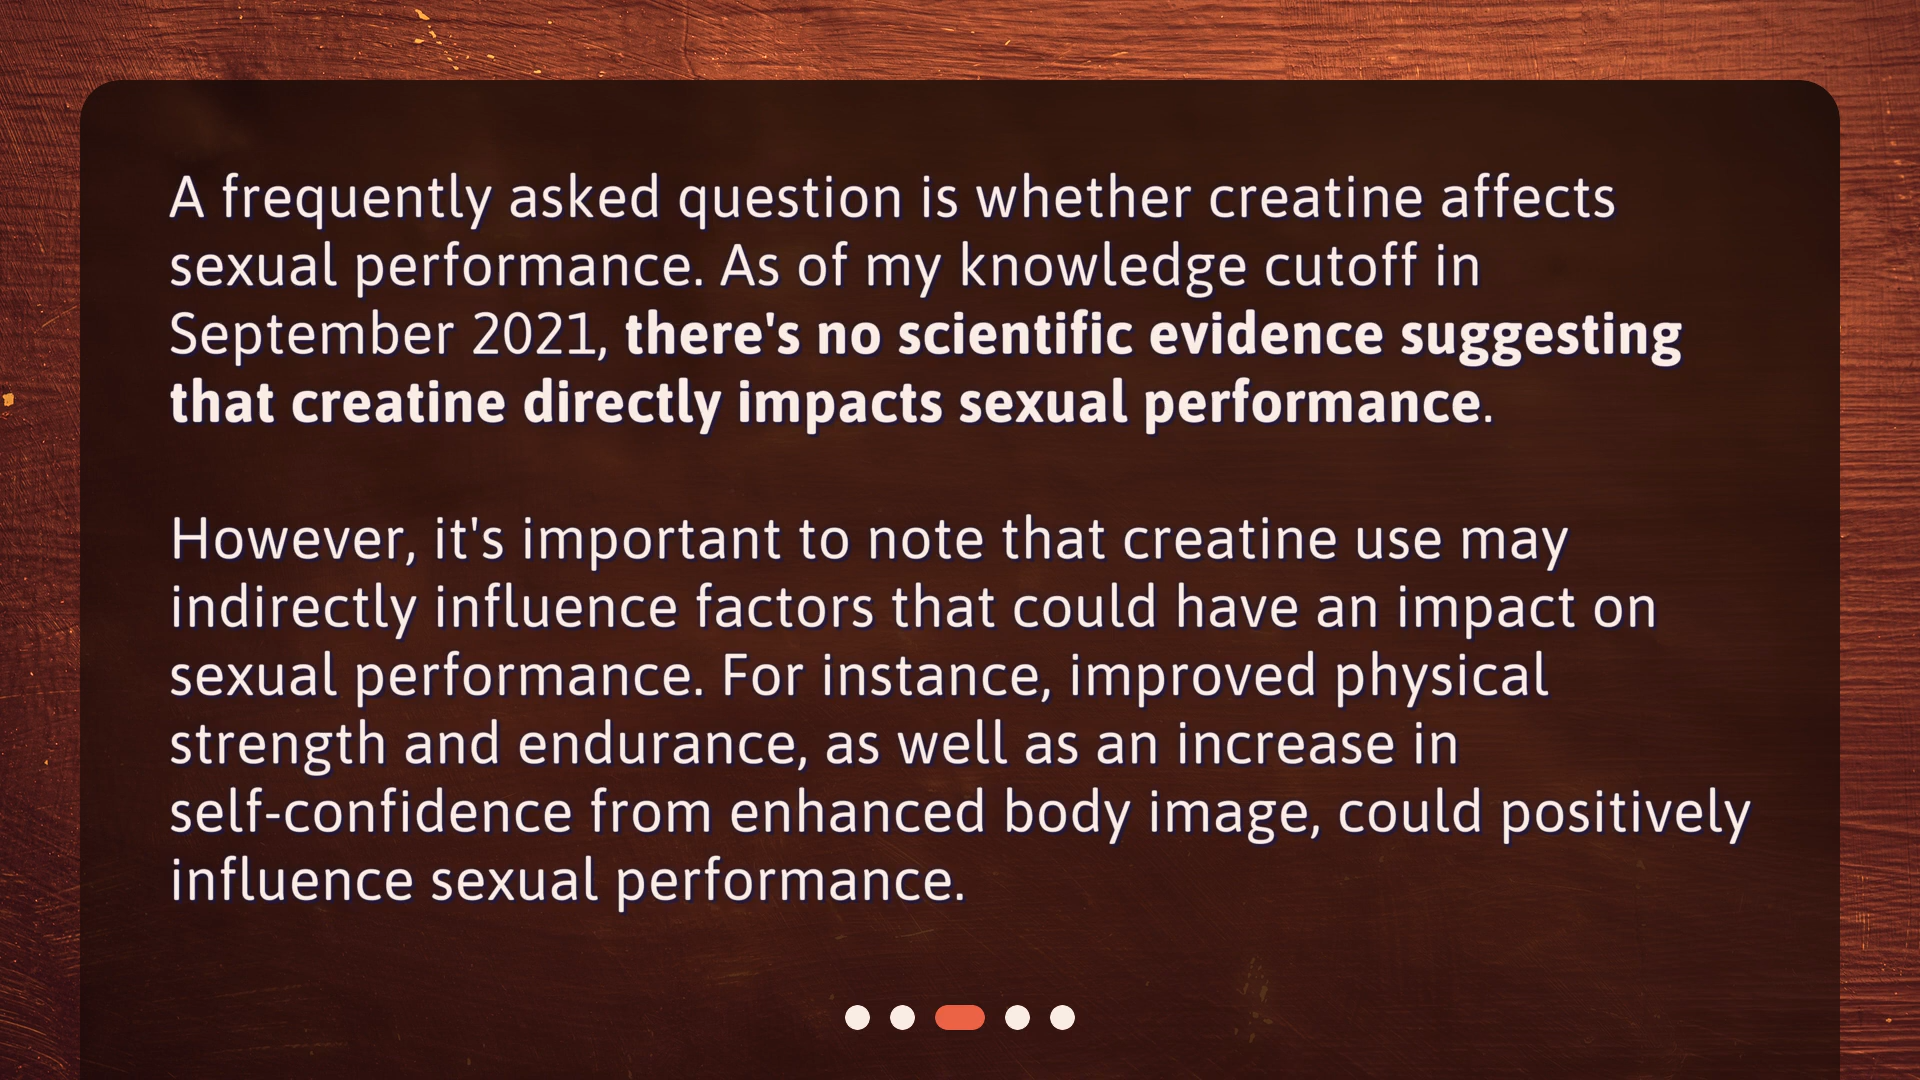 A frequently asked question is whether creatine affects
sexual performance. As of my knowledge cutoff in
September 2021, there's no scientific evidence suggesting
that creatine directly impacts sexual performance.
However, it's important to note that creatine use may
indirectly influence factors that could have an impact on
sexual performance. For instance, improved physical
strength and endurance, as well as an increase in
self-confidence from enhanced body image, could positively
influence sexual performance.